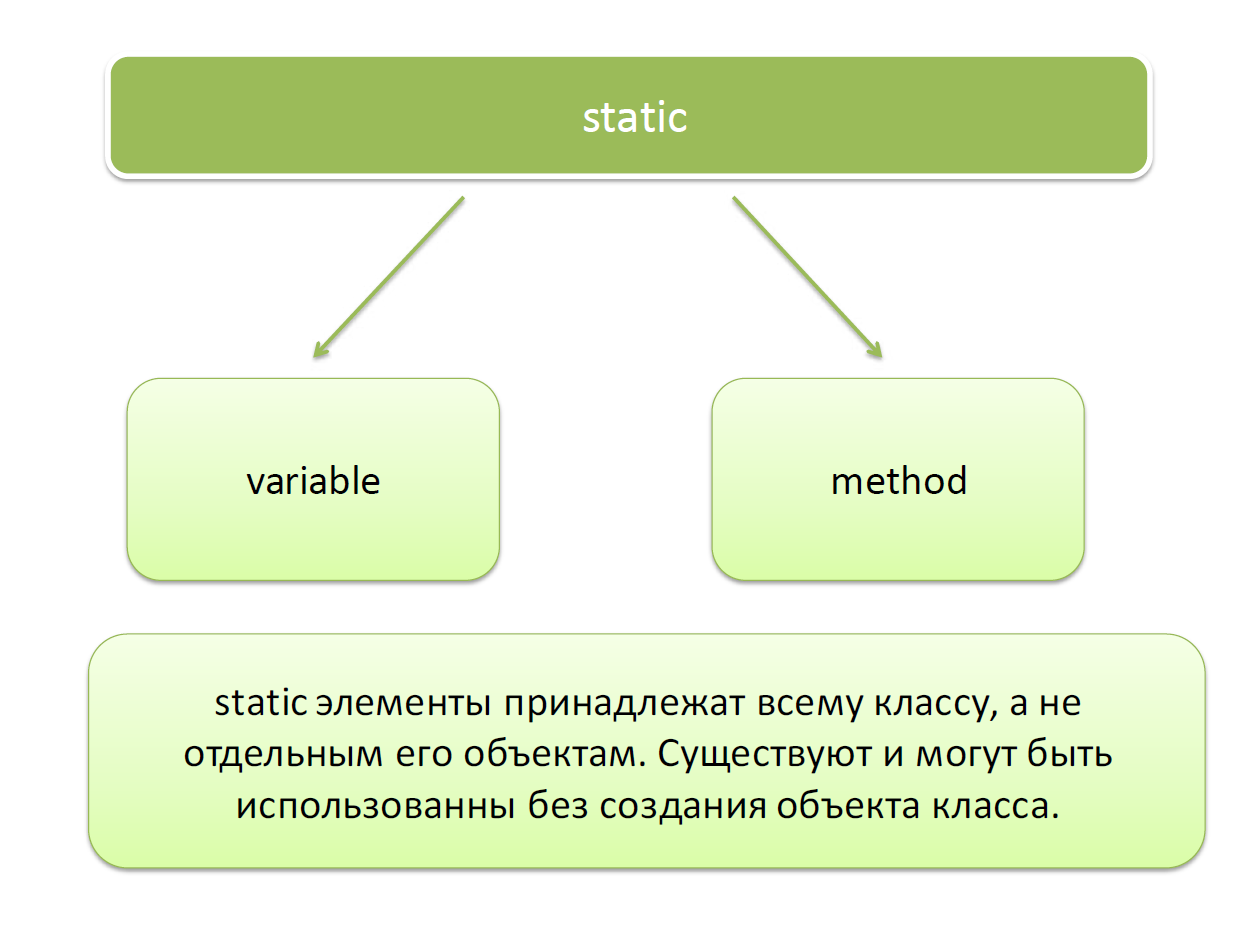 static
variable
method
static элементы принадлежат всему классу, а не
отдельным его объектам. Существуют и могут быть
использованны без создания объекта класса.